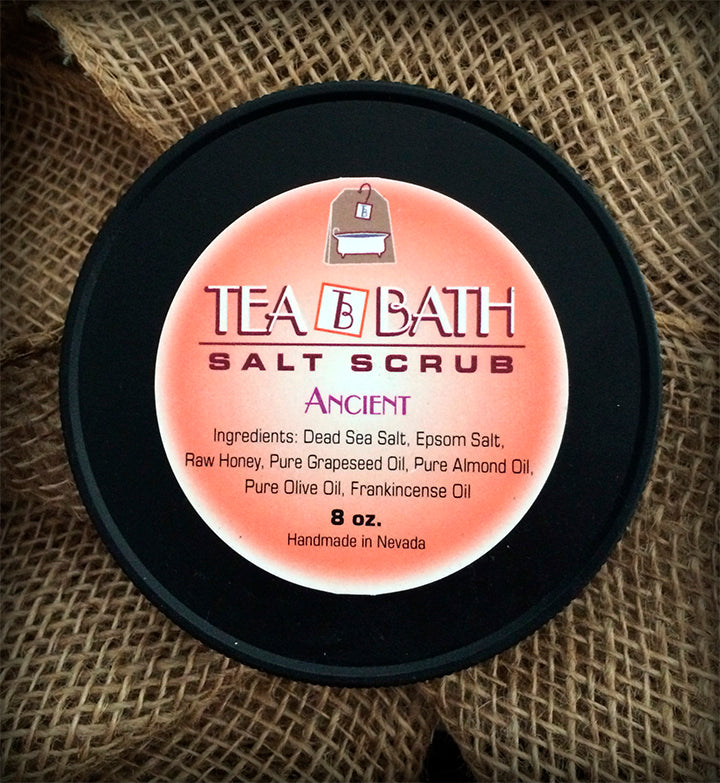 TB
TEA TB BATH
SALT SCRUB
ANCIENT
Ingredients: Dead Sea Salt, Epsom Salt,
Raw Honey, Pure Grapeseed Oil, Pure Almond Oil,
Pure Olive Oil, Frankincense Oil
8 oz.
Handmade in Nevada